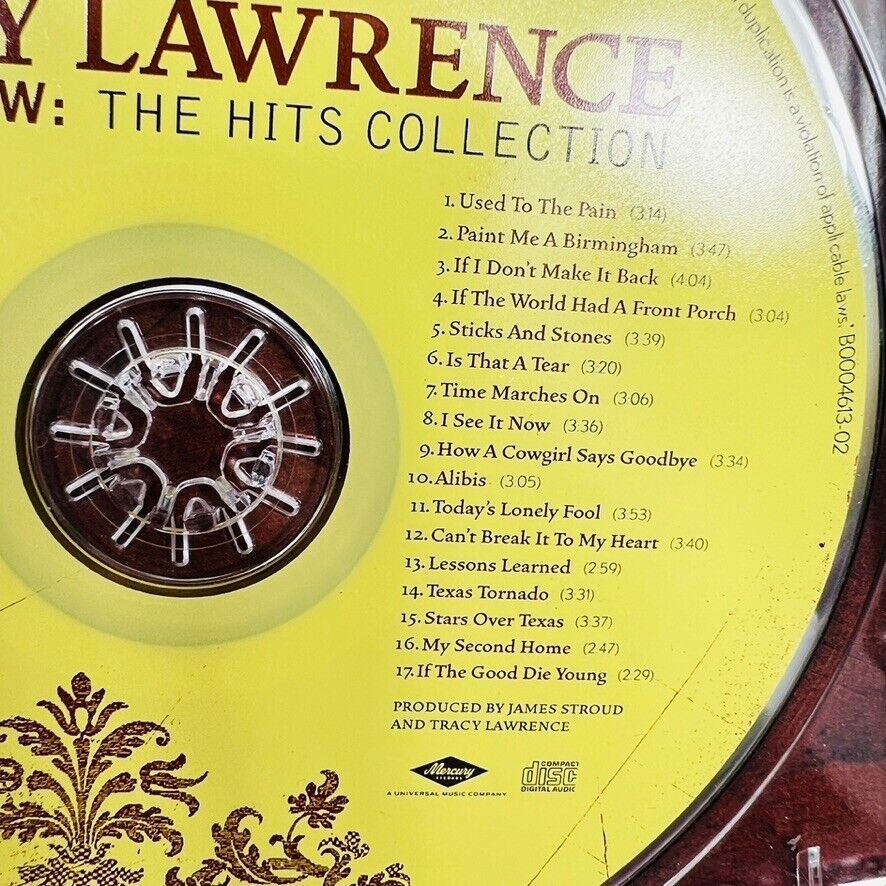 Y LAWRENCE
W: THE HITS COLLECTION
1. Used To The Pain (3:14)
2. Paint Me A Birmingham (3:47)
3. If I Don't Make It Back (4:04)
4. If The World Had A Front Porch (3:04)
5. Sticks And Stones (3:39)
6. Is That A Tear (3:20)
7. Time Marches On (3:06)
8. I See It Now (3:36)
9. How A Cowgirl Says Goodbye (3:34)
10. Alibis (3:05)
11. Today's Lonely Fool (3:53)
12. Can't Break It To My Heart (3:40)
13. Lessons Learned (2:59)
14. Texas Tornado (3:31)
15. Stars Over Texas (3:37)
16. My Second Home (2:47)
17. If The Good Die Young (2:29)
PRODUCED BY JAMES STROUD
AND TRACY LAWRENCE
Mercury
RECORDS
A UNIVERSAL MUSIC COMPANY
COMPACT
disc
DIGITAL AUDIO
duplication is a violation of applicable laws.' B0004613-02